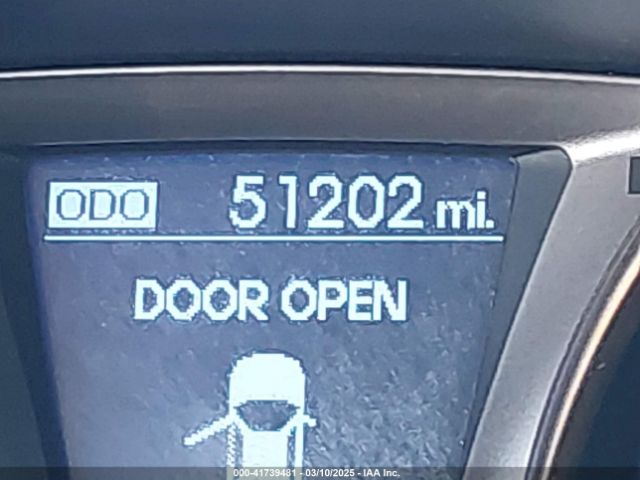 ODO 51202 mi.
DOOR OPEN
000-41739481 - 03/10/2025 - IAA Inc.